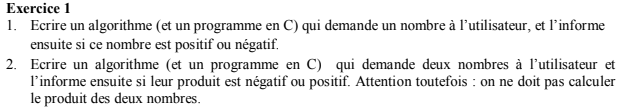 Exercice 1
1. Ecrire un algorithme (et un programme en C) qui demande un nombre à l'utilisateur, et l'informe
ensuite si ce nombre est positif ou négatif.
2. Ecrire un algorithme (et un programme en C) qui demande deux nombres à l'utilisateur et
l'informe ensuite si leur produit est négatif ou positif. Attention toutefois : on ne doit pas calculer
le produit des deux nombres.